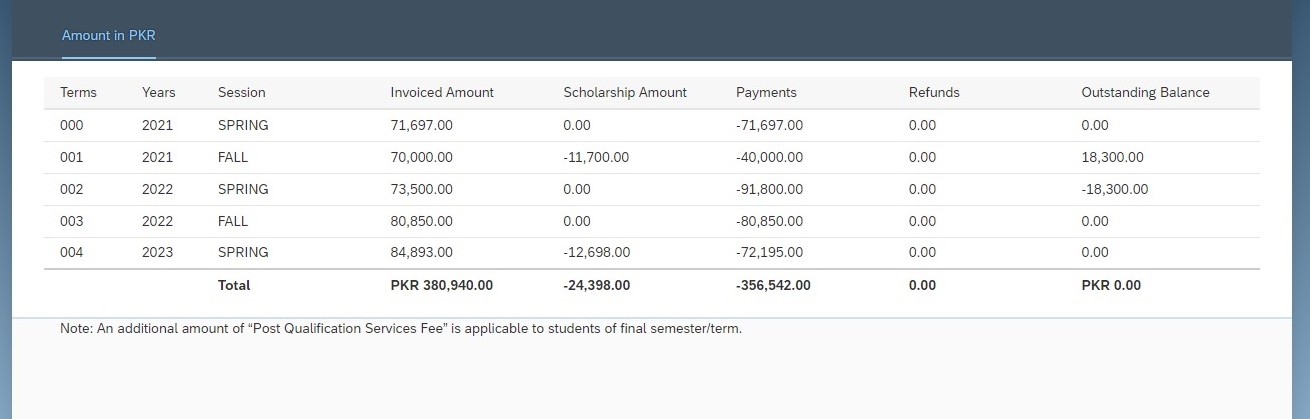 Amount in PKR
Terms Years Session Invoiced Amount Scholarship Amount Payments Refunds Outstanding Balance
000 2021 SPRING 71,697.00 0.00 -71,697.00 0.00 0.00
001 2021 FALL 70,000.00 -11,700.00 -40,000.00 0.00 18,300.00
002 2022 SPRING 73,500.00 0.00 -91,800.00 0.00 -18,300.00
003 2022 FALL 80,850.00 0.00 -80,850.00 0.00 0.00
004 2023 SPRING 84,893.00 -12,698.00 -72,195.00 0.00 0.00
Total PKR 380,940.00 -24,398.00 -356,542.00 0.00 PKR 0.00
Note: An additional amount of “Post Qualification Services Fee” is applicable to students of final semester/term.